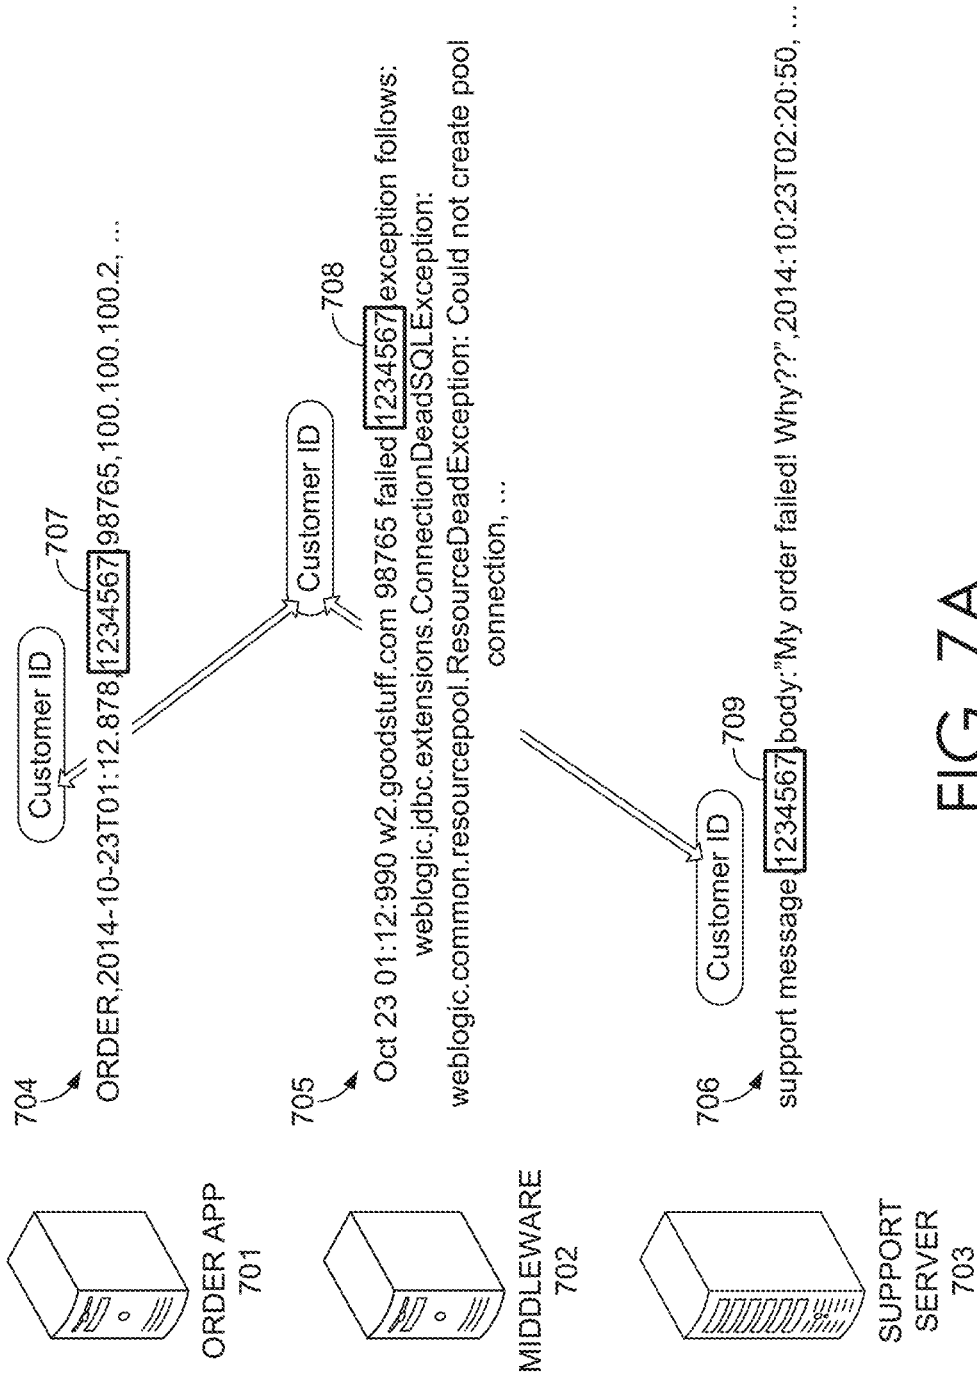 ORDER APP
701
704
Customer ID
707
ORDER,2014-10-23T01:12.878,1234567,98765,100.100.100.2, ...
MIDDLEWARE
702
705
Customer ID
708
Oct 23 01:12:990 w2.goodstuff.com 98765 failed 1234567,exception follows:
weblogic.jdbc.extensions.ConnectionDeadSQLException:
weblogic.common.resourcepool.ResourceDeadException: Could not create pool
connection, ...
SUPPORT
SERVER
703
706
Customer ID
709
support message,1234567,body:"My order failed! Why??",2014:10:23T02:20:50, ...
FIG. 7A